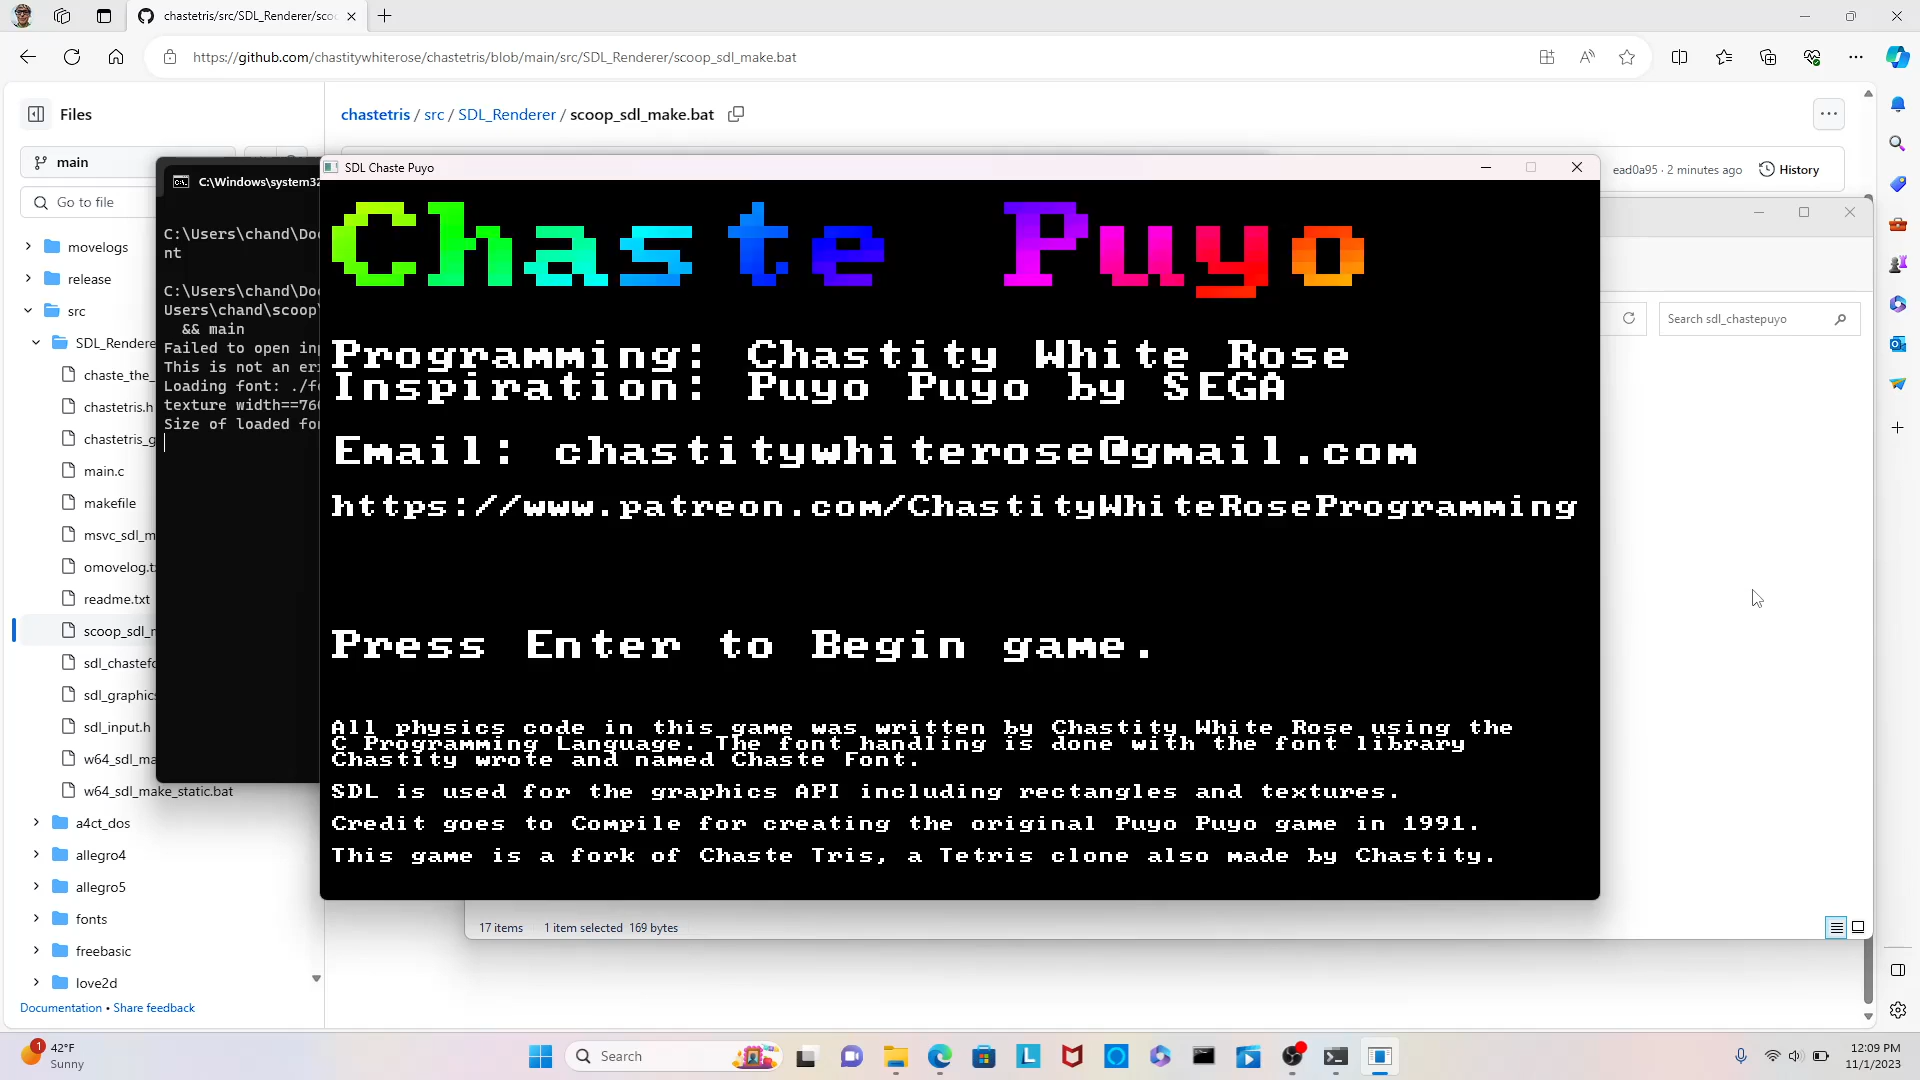 chastetris/src/SDL_Renderer/sco
https://github.com/chastitywhiterose/chastetris/blob/main/src/SDL_Renderer/scoop_sdl_make.bat
Files
chastetris / src / SDL_Renderer / scoop_sdl_make.bat
main
ead0a95 · 2 minutes ago
History
Go to file
movelogs
release
src
SDL_Rendere
chaste_the_
chastetris.h
chastetris_g
main.c
makefile
msvc_sdl_m
omovelog.t
readme.txt
scoop_sdl_r
sdl_chastefo
sdl_graphics
sdl_input.h
w64_sdl_ma
w64_sdl_make_static.bat
a4ct_dos
allegro4
allegro5
fonts
freebasic
love2d
Documentation • Share feedback
C:\Windows\system32
C:\Users\chand\Do
nt
C:\Users\chand\Do
Users\chand\scoop\
&& main
Failed to open inp
This is not an er
Loading font: ./fo
texture width==760
Size of loaded fon
SDL Chaste Puyo
Chaste Puyo
Programming: Chastity White Rose
Inspiration: Puyo Puyo by SEGA
Email: chastitywhiterose@gmail.com
https://www.patreon.com/ChastityWhiteRoseProgramming
Press Enter to Begin game.
All physics code in this game was written by Chastity White Rose using the
C Programming Language. The font handling is done with the font library
Chastity wrote and named Chaste Font.
SDL is used for the graphics API including rectangles and textures.
Credit goes to Compile for creating the original Puyo Puyo game in 1991.
This game is a fork of Chaste Tris, a Tetris clone also made by Chastity.
Search sdl_chastepuyo
17 items 1 item selected 169 bytes
1
42°F
Sunny
Search
12:09 PM
11/1/2023